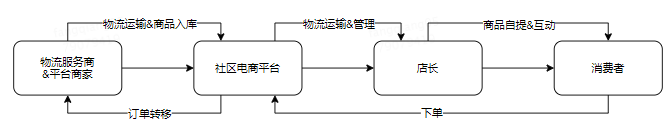 物流运输&商品入库
物流运输&管理
商品自提&互动
物流服务商
&平台商家
社区电商平台
店长
消费者
订单转移
下单